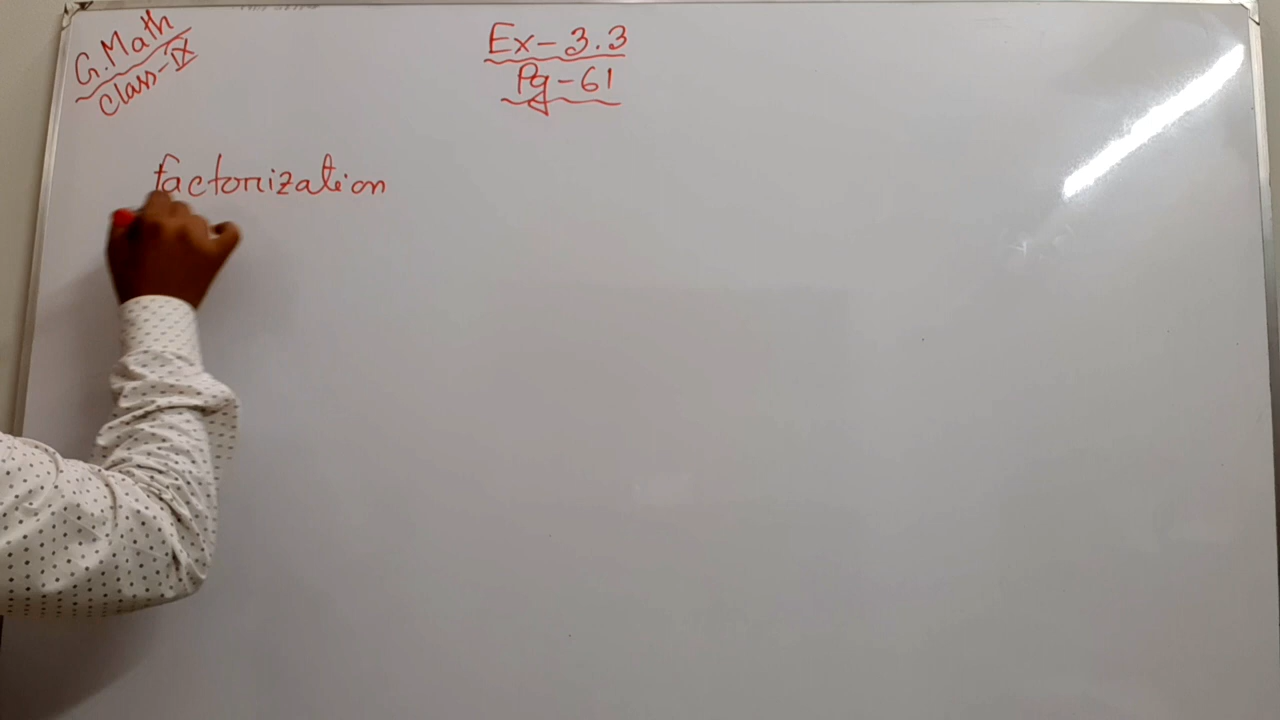 G.Math
Class-IX
Ex-3.3
Pg-61
factorization